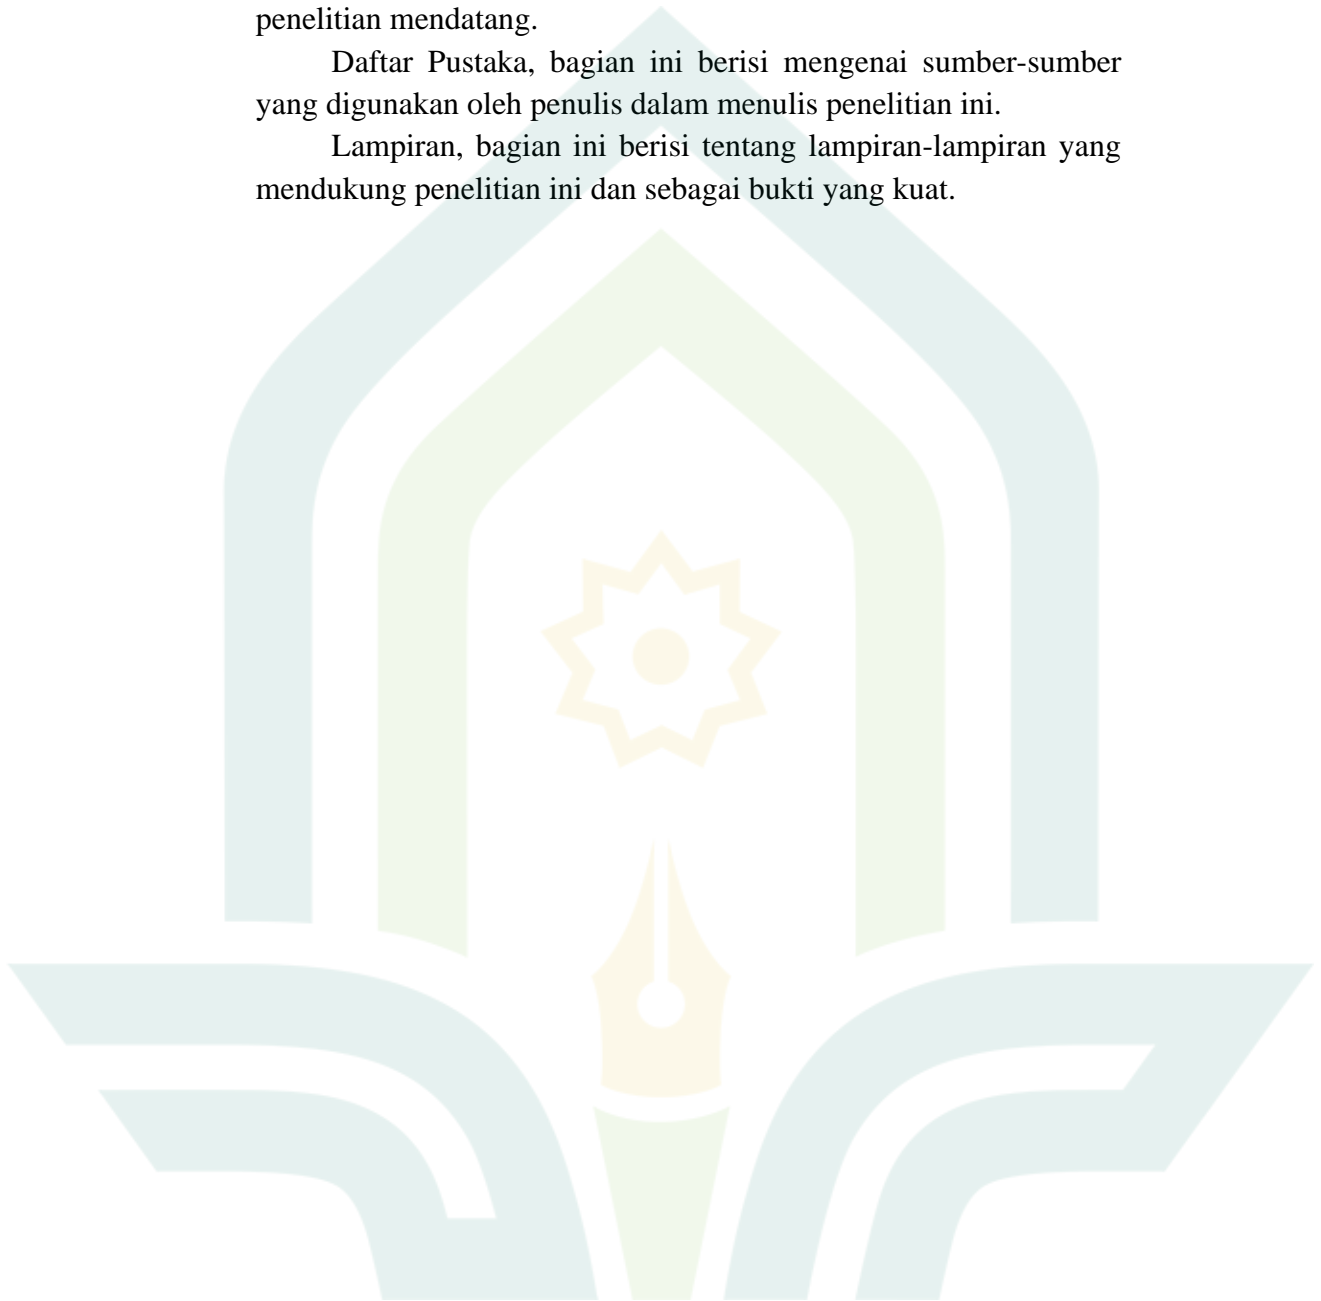 penelitian mendatang.
Daftar Pustaka, bagian ini berisi mengenai sumber-sumber
yang digunakan oleh penulis dalam menulis penelitian ini.
Lampiran, bagian ini berisi tentang lampiran-lampiran yang
mendukung penelitian ini dan sebagai bukti yang kuat.